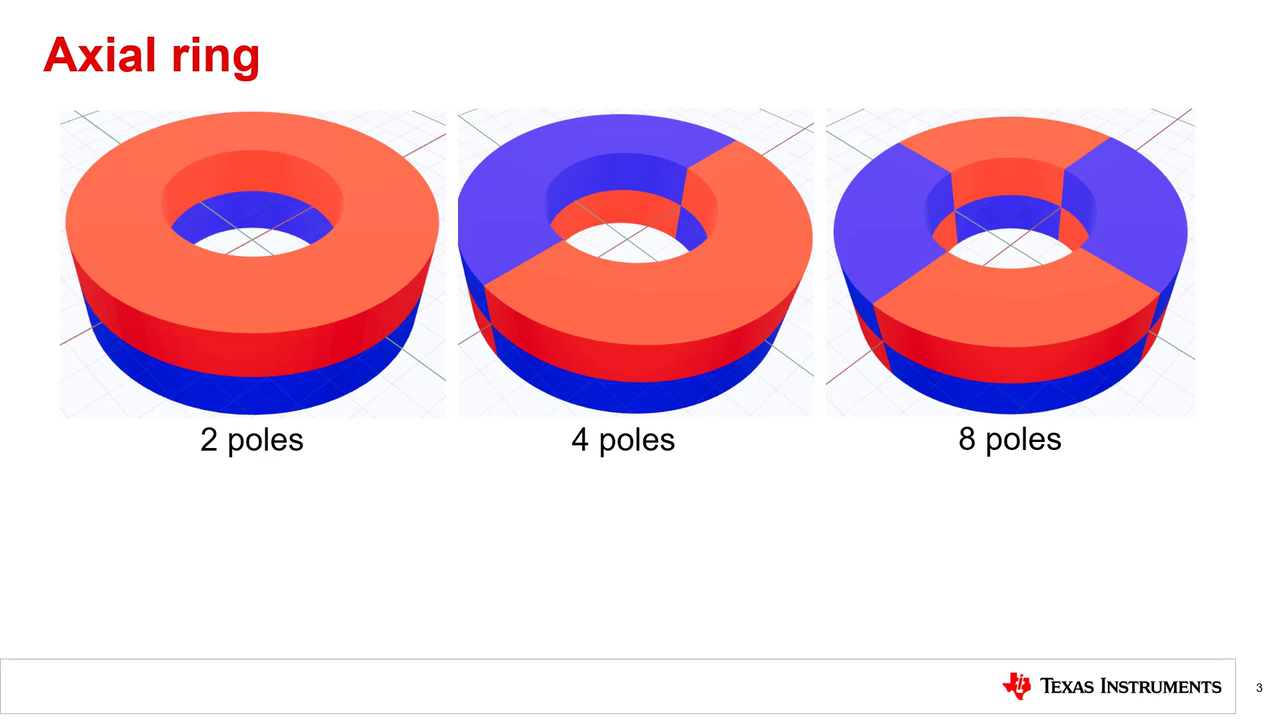 Axial ring
2 poles
4 poles
8 poles
TEXAS INSTRUMENTS
3